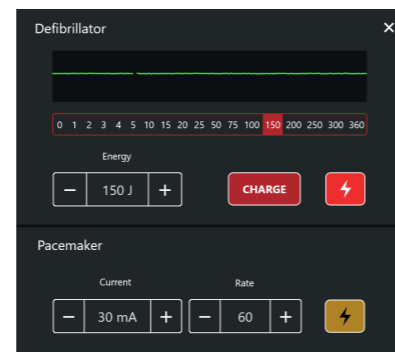 Defibrillator ×
0 1 2 3 4 5 10 15 20 25 50 75 100 150 200 250 300 360
Energy
− 150 J + CHARGE
Pacemaker
Current Rate
− 30 mA + − 60 +